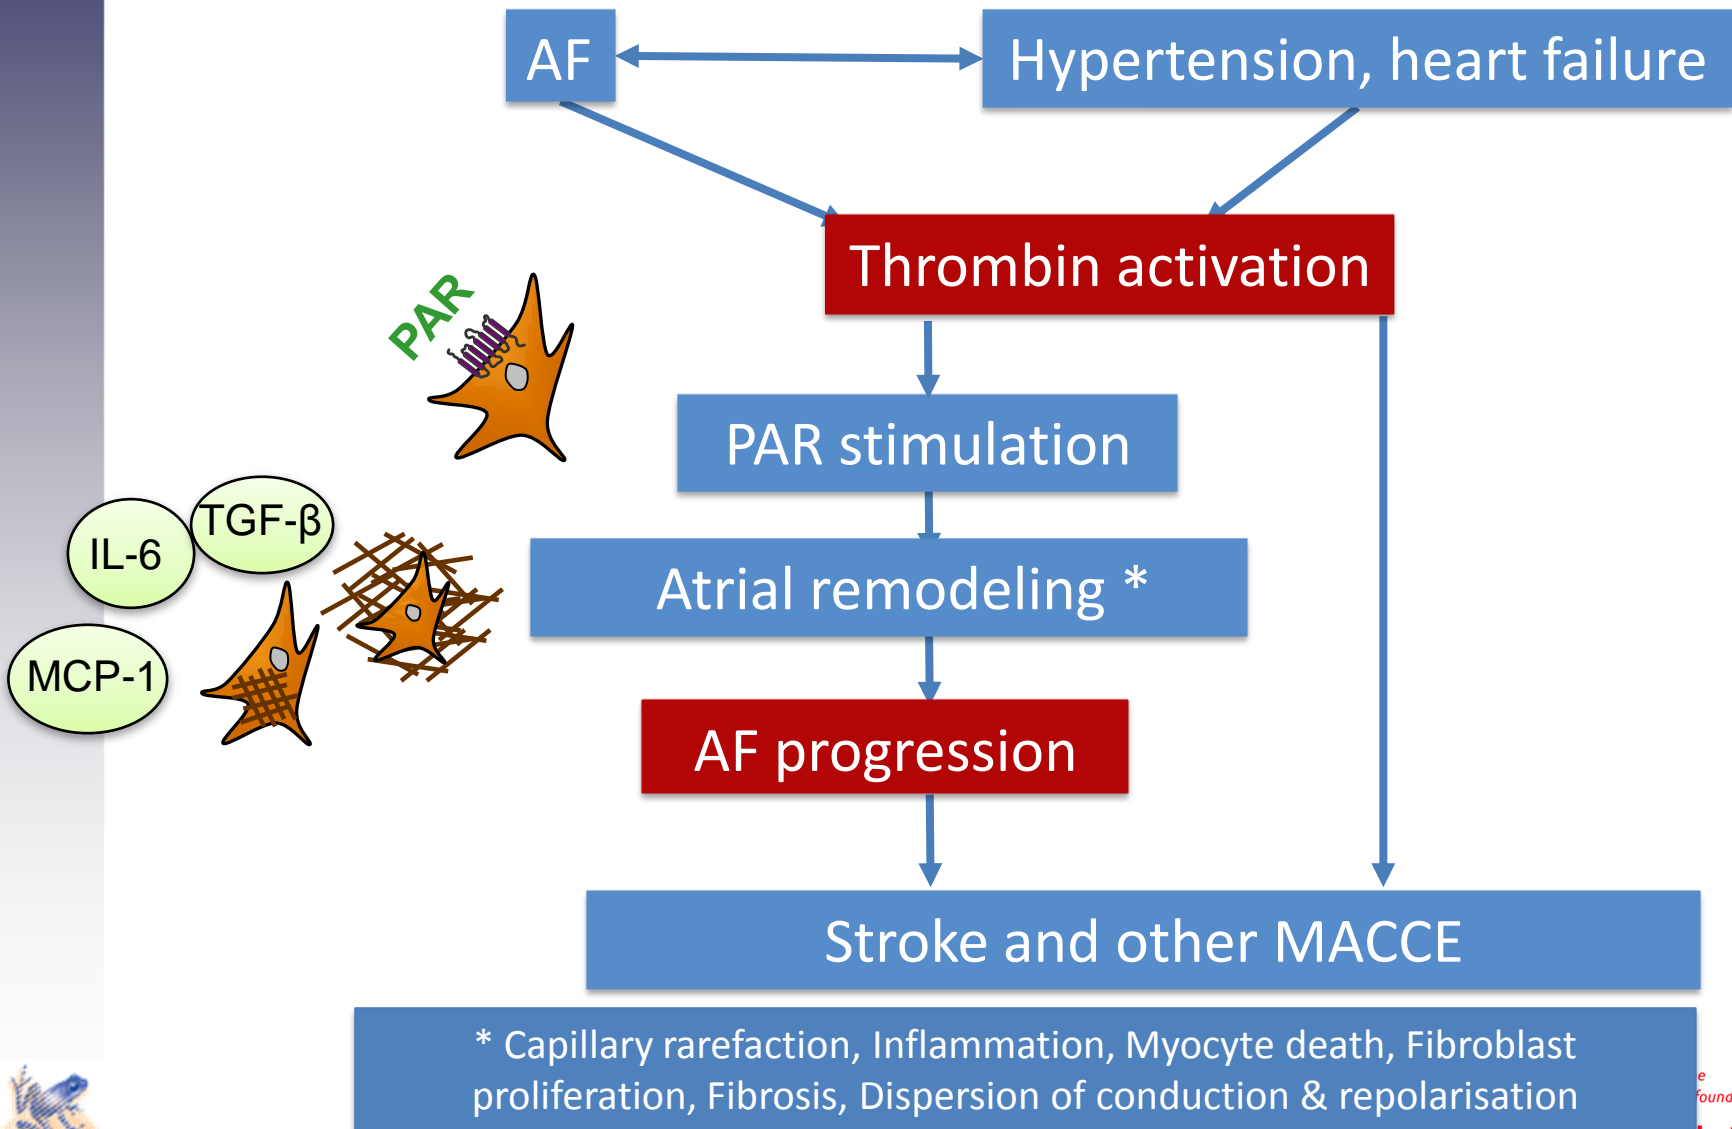 AF
Hypertension, heart failure
Thrombin activation
PAR
PAR stimulation
TGF-β
IL-6
Atrial remodeling *
MCP-1
AF progression
Stroke and other MACCE
* Capillary rarefaction, Inflammation, Myocyte death, Fibroblast
proliferation, Fibrosis, Dispersion of conduction & repolarisation